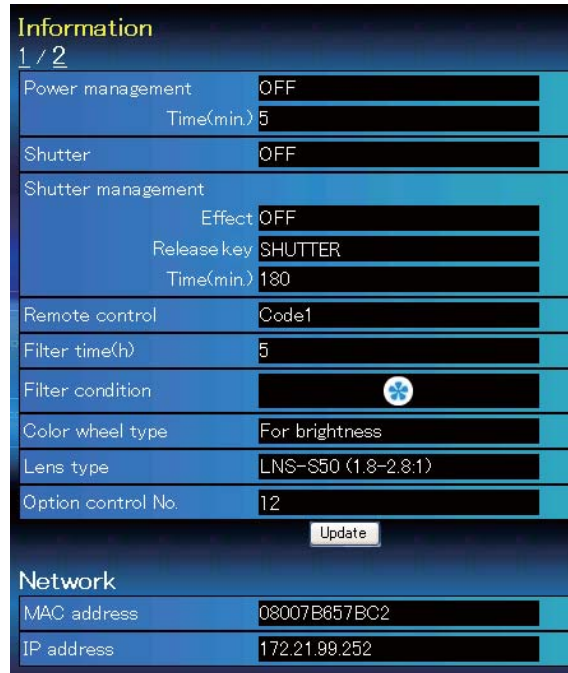 Information
1 / 2
Power management OFF
Time(min.) 5
Shutter OFF
Shutter management
Effect OFF
Release key SHUTTER
Time(min.) 180
Remote control Code1
Filter time(h) 5
Filter condition
Color wheel type For brightness
Lens type LNS-S50 (1.8-2.8:1)
Option control No. 12
Update
Network
MAC address 08007B657BC2
IP address 172.21.99.252